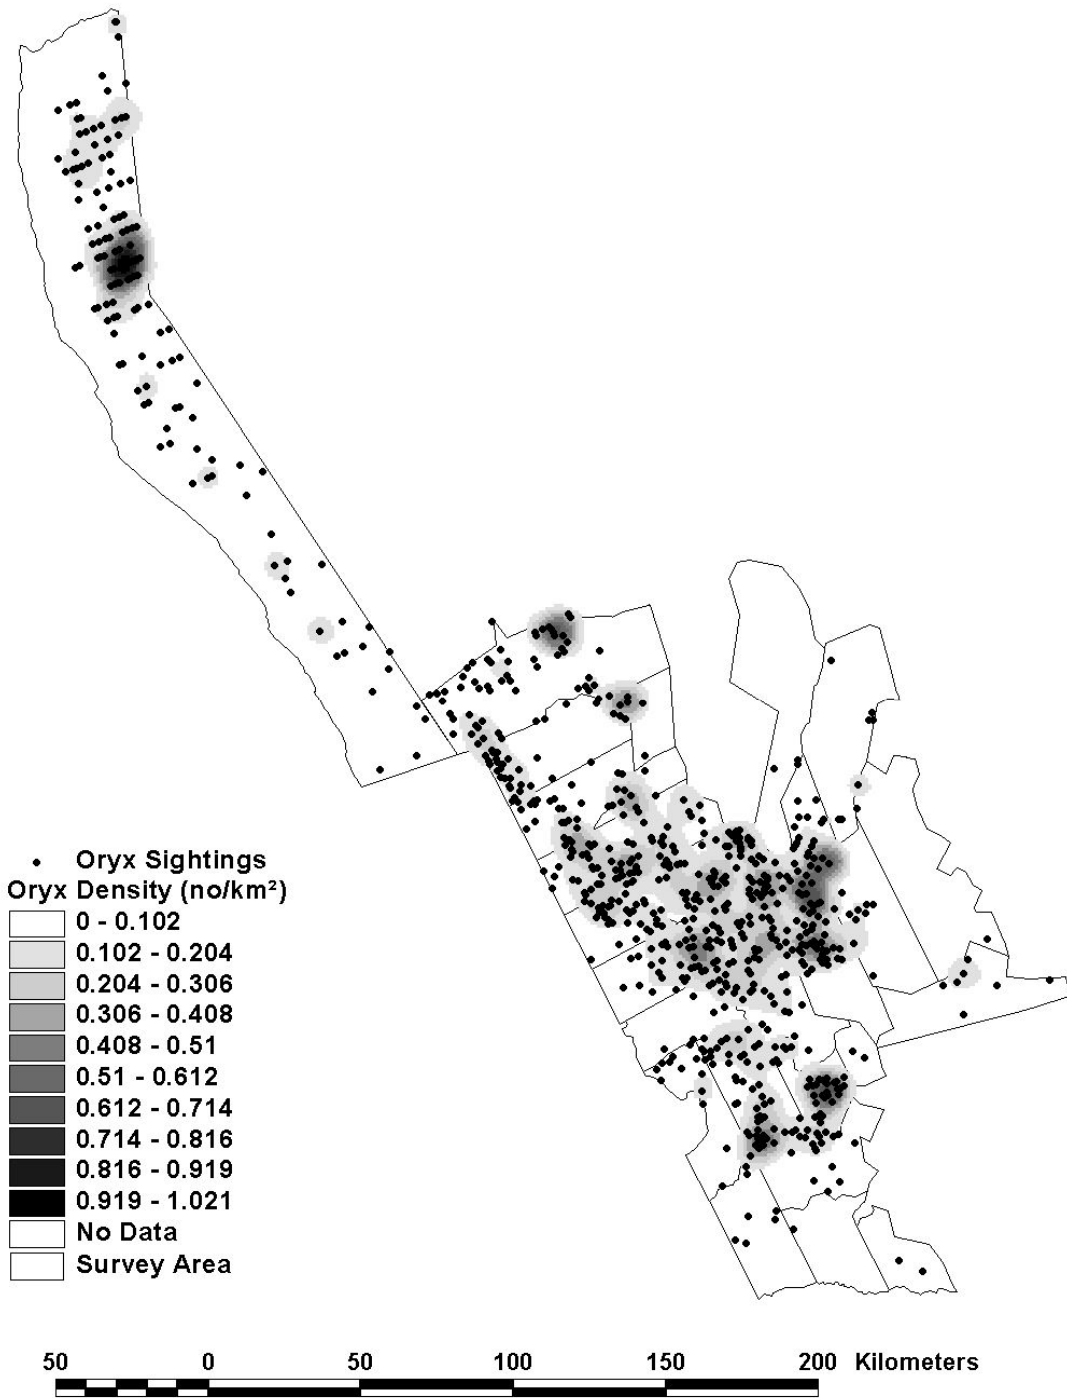 Oryx Sightings
Oryx Density (no/km²)
0 - 0.102
0.102 - 0.204
0.204 - 0.306
0.306 - 0.408
0.408 - 0.51
0.51 - 0.612
0.612 - 0.714
0.714 - 0.816
0.816 - 0.919
0.919 - 1.021
No Data
Survey Area
50 0 50 100 150 200 Kilometers